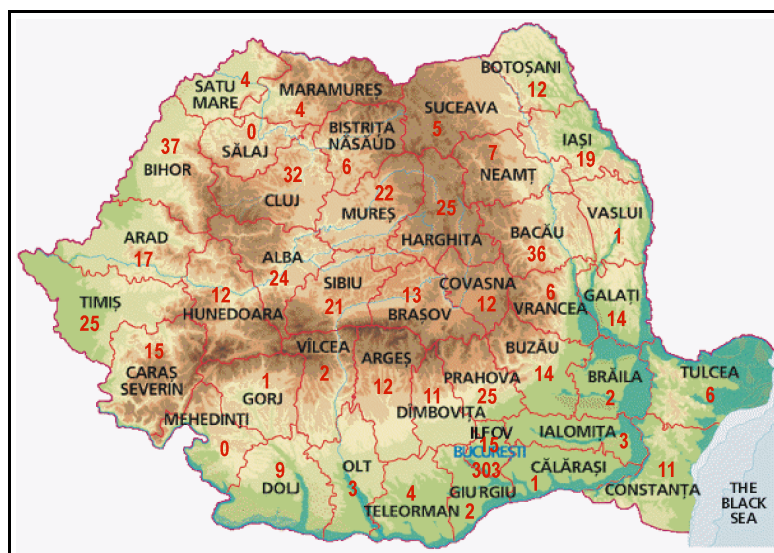 BOTOȘANI
12
SATU
MARE
4
MARAMUREȘ
4
SUCEAVA
5
BISTRIȚA
NĂSĂUD
6
0
SĂLAJ
IAȘI
19
37
BIHOR
7
NEAMȚ
32
CLUJ
22
MUREȘ
25
HARGHITA
VASLUI
1
BACĂU
36
ARAD
17
ALBA
24
SIBIU
21
COVASNA
12
13
BRAȘOV
12
HUNEDOARA
TIMIȘ
25
6
VRANCEA
GALAȚI
14
15
CARAȘ
SEVERIN
VÎLCEA
2
ARGEȘ
12
BUZĂU
14
PRAHOVA
25
BRĂILA
2
TULCEA
6
1
GORJ
11
DÎMBOVIȚA
MEHEDINȚI
0
ILFOV
15
IALOMIȚA
3
BUCUREȘTI
303
9
DOLJ
OLT
3
4
TELEORMAN
GIURGIU
2
CĂLĂRAȘI
1
11
CONSTANȚA
THE
BLACK
SEA